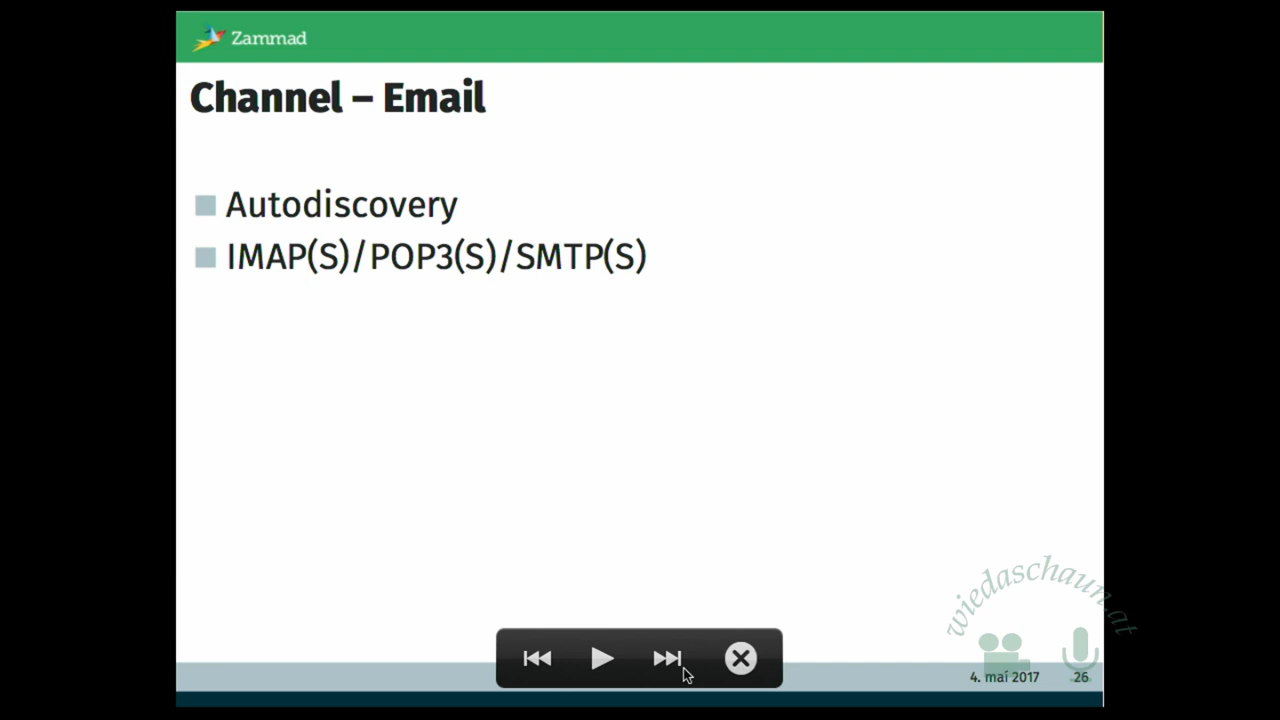 Zammad
Channel – Email
Autodiscovery
IMAP(S)/POP3(S)/SMTP(S)
wiedaschaun.at
4. mai 2017 26